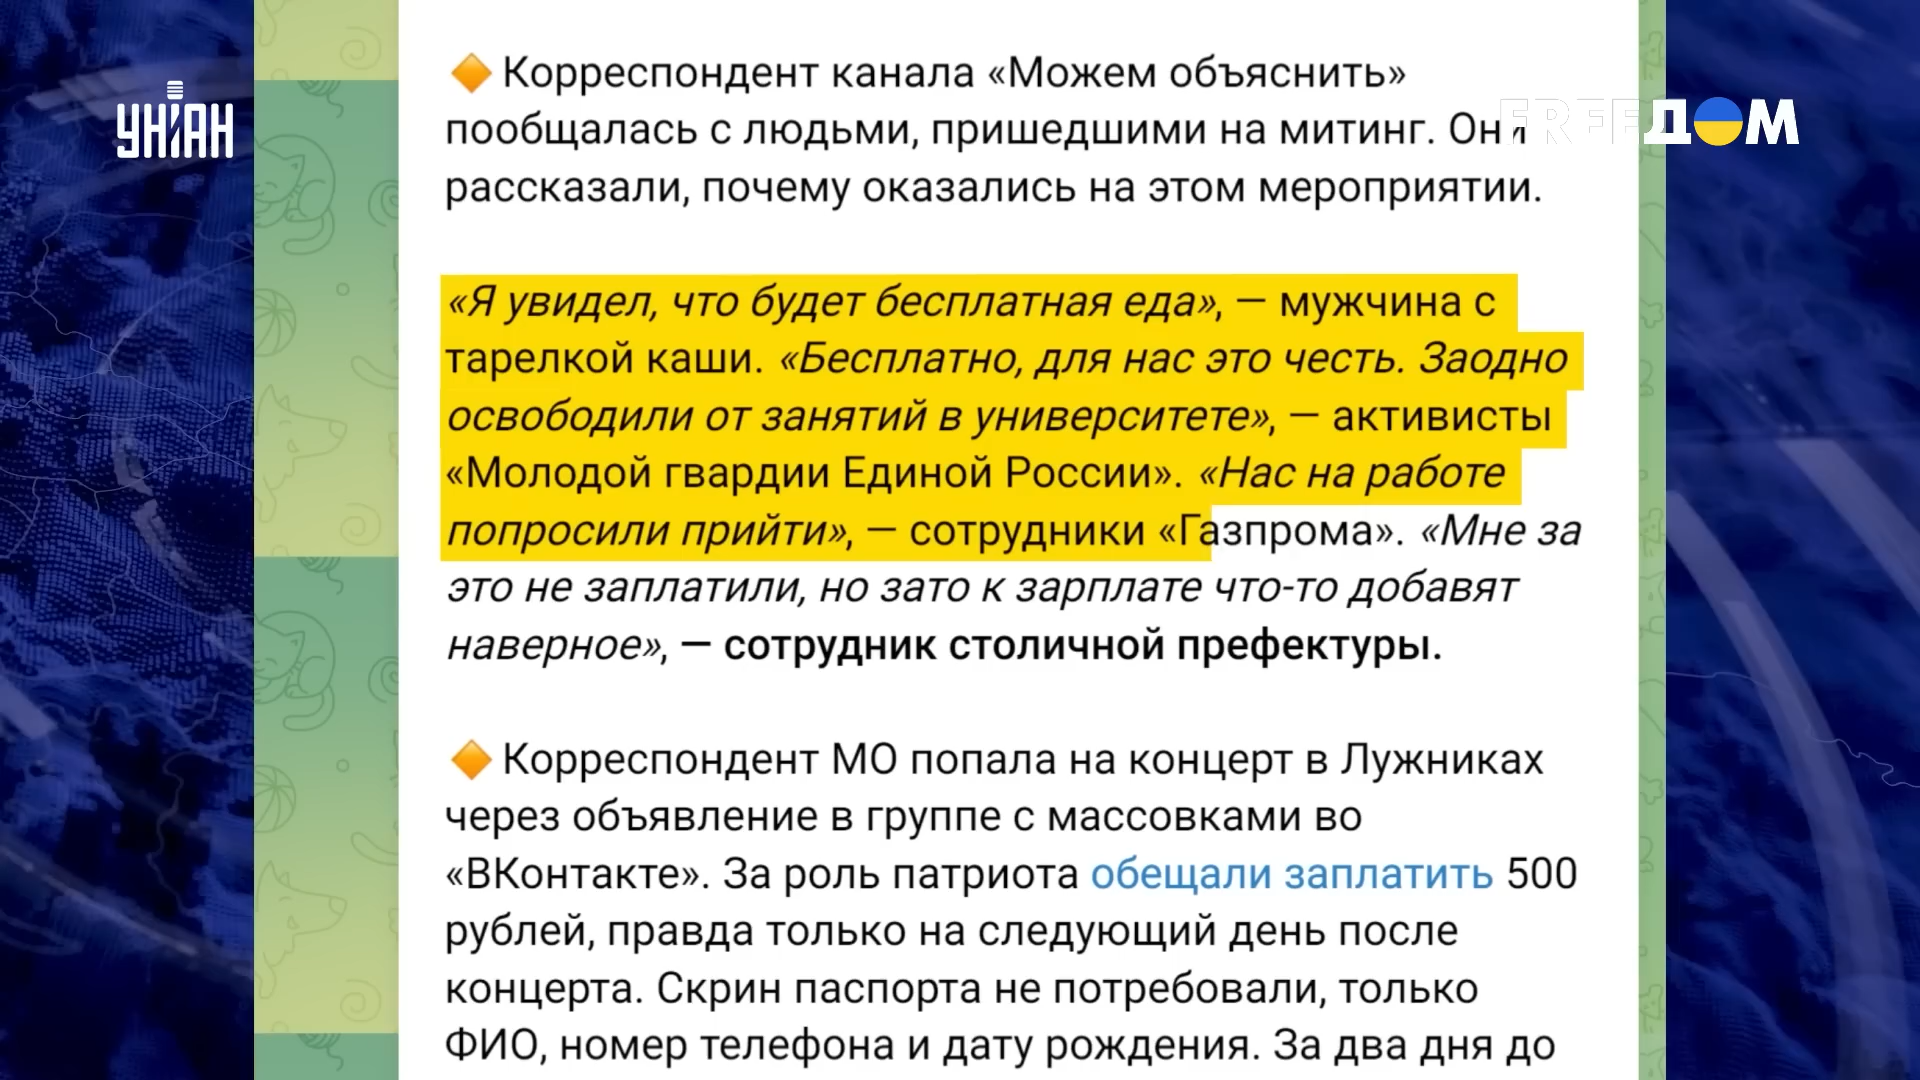 УНІАН
FREEДОМ
🔶 Корреспондент канала «Можем объяснить»
пообщалась с людьми, пришедшими на митинг. Они
рассказали, почему оказались на этом мероприятии.
«Я увидел, что будет бесплатная еда», — мужчина с
тарелкой каши. «Бесплатно, для нас это честь. Заодно
освободили от занятий в университете», — активисты
«Молодой гвардии Единой России». «Нас на работе
попросили прийти», — сотрудники «Газпрома». «Мне за
это не заплатили, но зато к зарплате что-то добавят
наверное», — сотрудник столичной префектуры.
🔶 Корреспондент МО попала на концерт в Лужниках
через объявление в группе с массовками во
«ВКонтакте». За роль патриота обещали заплатить 500
рублей, правда только на следующий день после
концерта. Скрин паспорта не потребовали, только
ФИО, номер телефона и дату рождения. За два дня до